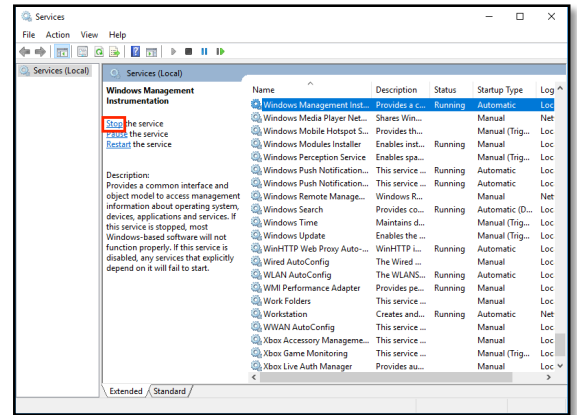 Services
File Action View Help
Services (Local)
Services (Local)
Windows Management
Instrumentation
Stop the service
Pause the service
Restart the service
Description:
Provides a common interface and
object model to access management
information about operating system,
devices, applications and services. If
this service is stopped, most
Windows-based software will not
function properly. If this service is
disabled, any services that explicitly
depend on it will fail to start.
Name Description Status Startup Type Log
Windows Management Inst... Provides a c... Running Automatic Loc
Windows Media Player Net... Shares Win... Manual Net
Windows Mobile Hotspot S... Provides th... Manual (Trig... Loc
Windows Modules Installer Enables inst... Running Manual Loc
Windows Perception Service Enables spa... Manual (Trig... Loc
Windows Push Notification... This service ... Running Automatic Loc
Windows Push Notification... This service ... Running Automatic Loc
Windows Remote Manage... Windows R... Manual Net
Windows Search Provides co... Running Automatic (D... Loc
Windows Time Maintains d... Manual (Trig... Loc
Windows Update Enables the ... Manual (Trig... Loc
WinHTTP Web Proxy Auto-... WinHTTP i... Running Manual Loc
Wired AutoConfig The Wired ... Manual Loc
WLAN AutoConfig The WLANS... Running Automatic Loc
WMI Performance Adapter Provides pe... Running Manual Loc
Work Folders This service ... Manual Loc
Workstation Creates and... Running Automatic Net
WWAN AutoConfig This service ... Manual Loc
Xbox Accessory Manageme... This service ... Manual (Trig... Loc
Xbox Game Monitoring This service ... Manual (Trig... Loc
Xbox Live Auth Manager Provides au... Manual Loc
Extended Standard